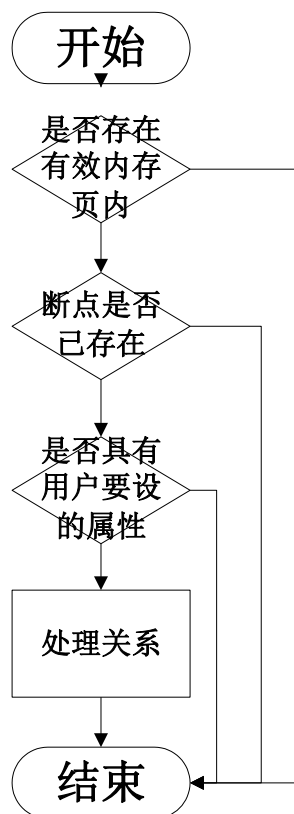 开始
是否存在
有效内存
页内
断点是否
已存在
是否具有
用户要设
的属性
处理关系
结束